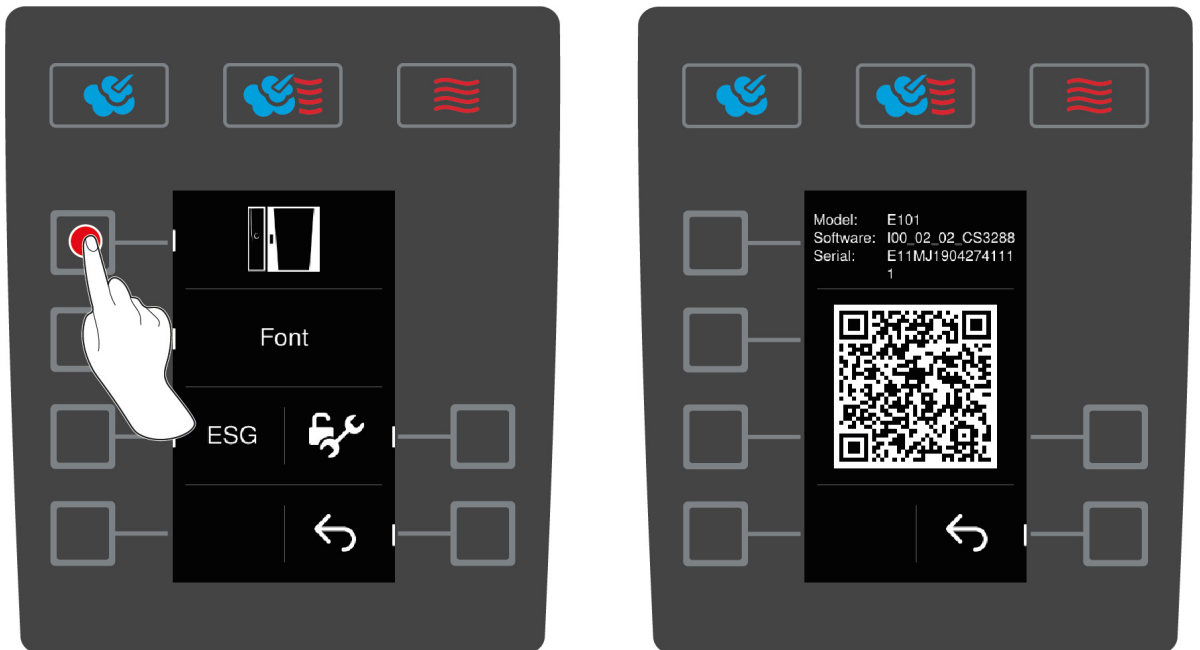 Font
ESG
Model: E101
Software: I00_02_02_CS3288
Serial: E11MJ1904274111
1